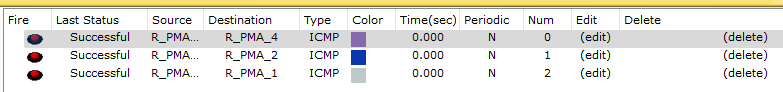 Fire Last Status Source Destination Type Color Time(sec) Periodic Num Edit Delete
Successful R_PMA... R_PMA_4 ICMP 0.000 N 0 (edit) (delete)
Successful R_PMA... R_PMA_2 ICMP 0.000 N 1 (edit) (delete)
Successful R_PMA... R_PMA_1 ICMP 0.000 N 2 (edit) (delete)